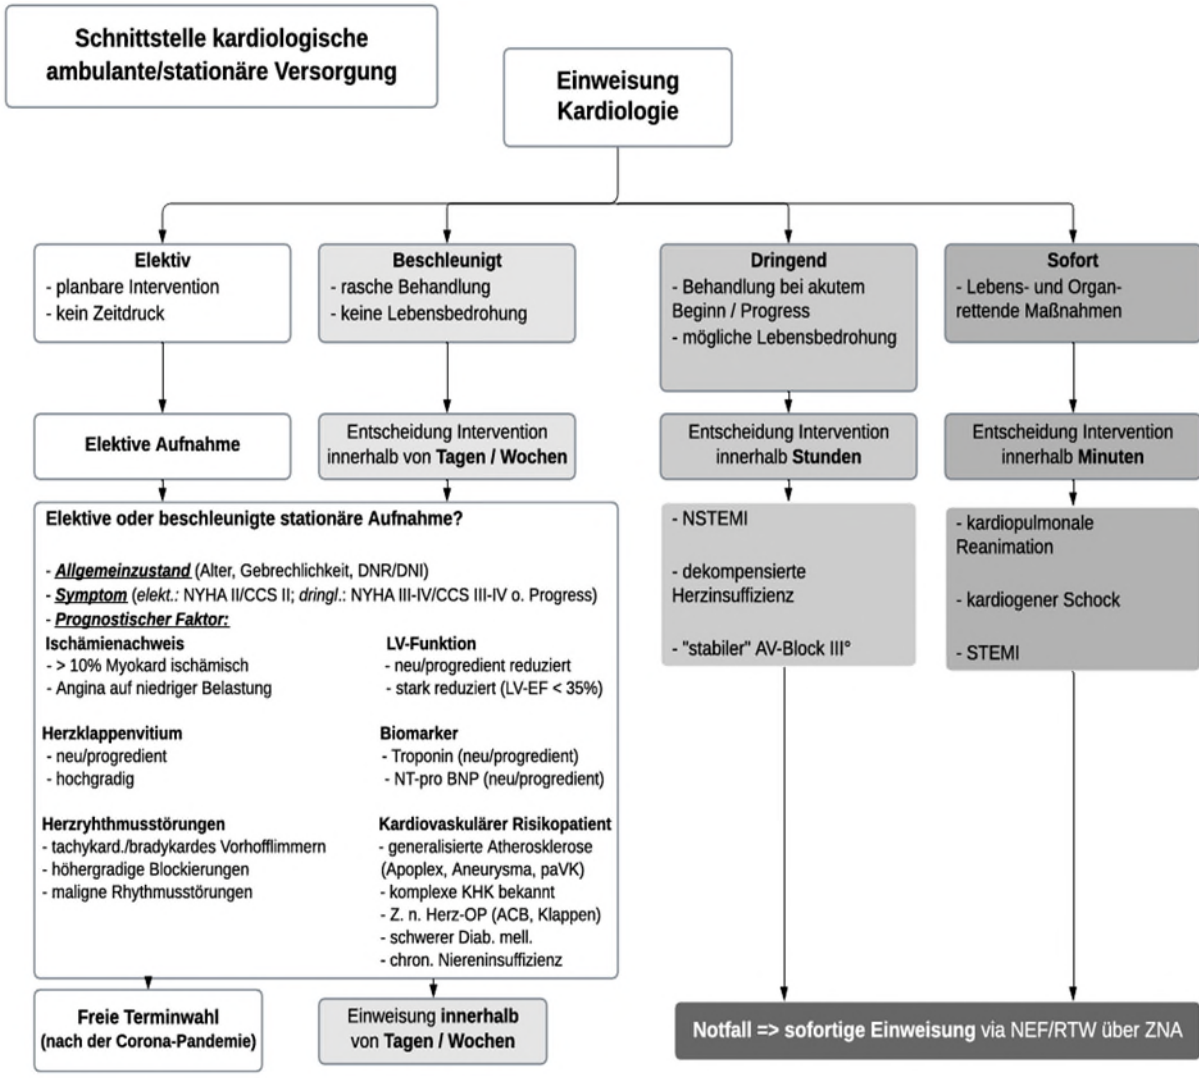 Schnittstelle kardiologische
ambulante/stationäre Versorgung
Einweisung
Kardiologie
Elektiv
- planbare Intervention
- kein Zeitdruck
Beschleunigt
- rasche Behandlung
- keine Lebensbedrohung
Dringend
- Behandlung bei akutem
Beginn / Progress
- mögliche Lebensbedrohung
Sofort
- Lebens- und Organ-
rettende Maßnahmen
Elektive Aufnahme
Entscheidung Intervention
innerhalb von Tagen / Wochen
Entscheidung Intervention
innerhalb Stunden
Entscheidung Intervention
innerhalb Minuten
Elektive oder beschleunigte stationäre Aufnahme?
- Allgemeinzustand (Alter, Gebrechlichkeit, DNR/DNI)
- Symptom (elekt.: NYHA II/CCS II; dringl.: NYHA III-IV/CCS III-IV o. Progress)
- Prognostischer Faktor:
Ischämienachweis
- > 10% Myokard ischämisch
- Angina auf niedriger Belastung
LV-Funktion
- neu/progredient reduziert
- stark reduziert (LV-EF < 35%)
Herzklappenvitium
- neu/progredient
- hochgradig
Biomarker
- Troponin (neu/progredient)
- NT-pro BNP (neu/progredient)
Herzryhthmusstörungen
- tachykard./bradykardes Vorhofflimmern
- höhergradige Blockierungen
- maligne Rhythmusstörungen
Kardiovaskulärer Risikopatient
- generalisierte Atherosklerose
(Apoplex, Aneurysma, paVK)
- komplexe KHK bekannt
- Z. n. Herz-OP (ACB, Klappen)
- schwerer Diab. mell.
- chron. Niereninsuffizienz
- NSTEMI
- dekompensierte
Herzinsuffizienz
- "stabiler" AV-Block III°
- kardiopulmonale
Reanimation
- kardiogener Schock
- STEMI
Freie Terminwahl
(nach der Corona-Pandemie)
Einweisung innerhalb
von Tagen / Wochen
Notfall => sofortige Einweisung via NEF/RTW über ZNA